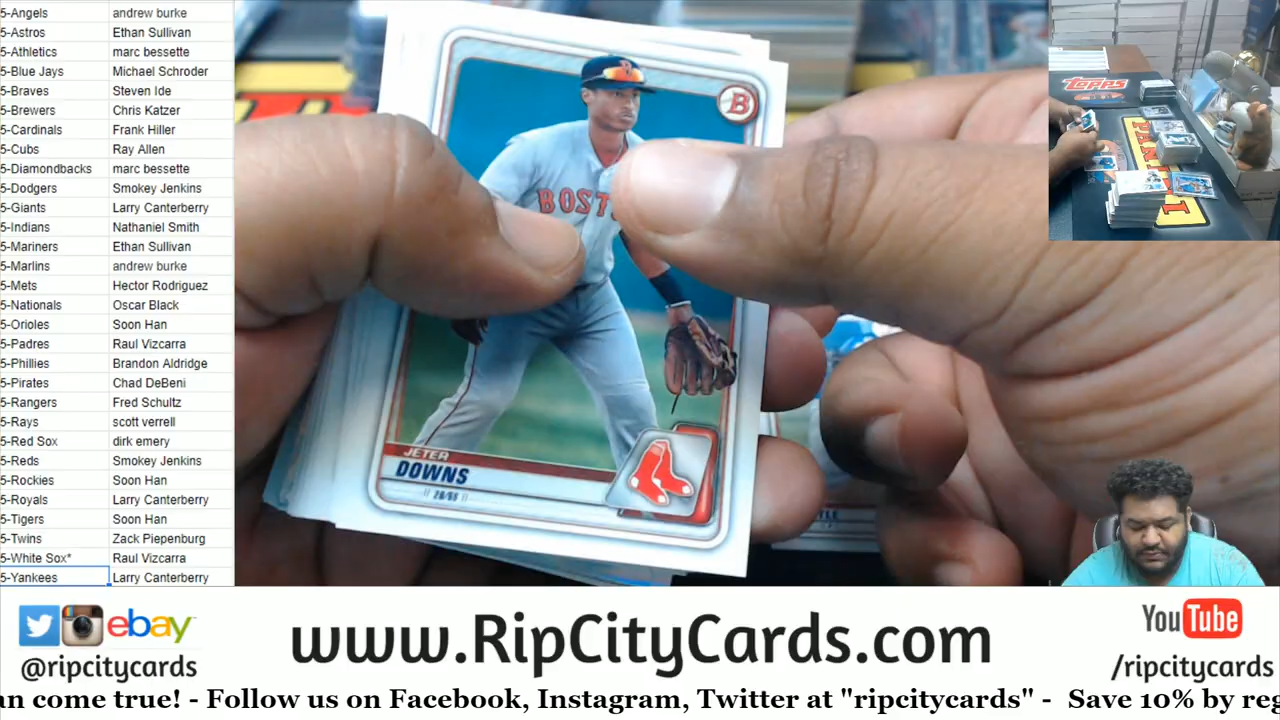 5-Angels andrew burke
5-Astros Ethan Sullivan
5-Athletics marc bessette
5-Blue Jays Michael Schroder
5-Braves Steven Ide
5-Brewers Chris Katzer
5-Cardinals Frank Hiller
5-Cubs Ray Allen
5-Diamondbacks marc bessette
5-Dodgers Smokey Jenkins
5-Giants Larry Canterberry
5-Indians Nathaniel Smith
5-Mariners Ethan Sullivan
5-Marlins andrew burke
5-Mets Hector Rodriguez
5-Nationals Oscar Black
5-Orioles Soon Han
5-Padres Raul Vizcarra
5-Phillies Brandon Aldridge
5-Pirates Chad DeBeni
5-Rangers Fred Schultz
5-Rays scott verrell
5-Red Sox dirk emery
5-Reds Smokey Jenkins
5-Rockies Soon Han
5-Royals Larry Canterberry
5-Tigers Soon Han
5-Twins Zack Piepenburg
5-White Sox* Raul Vizcarra
5-Yankees Larry Canterberry
B
B
BOST
JETER
DOWNS
Topps
PANINI
ebay
@ripcitycards
www.RipCityCards.com
YouTube
/ripcitycards
an come true! - Follow us on Facebook, Instagram, Twitter at "ripcitycards" - Save 10% by reg